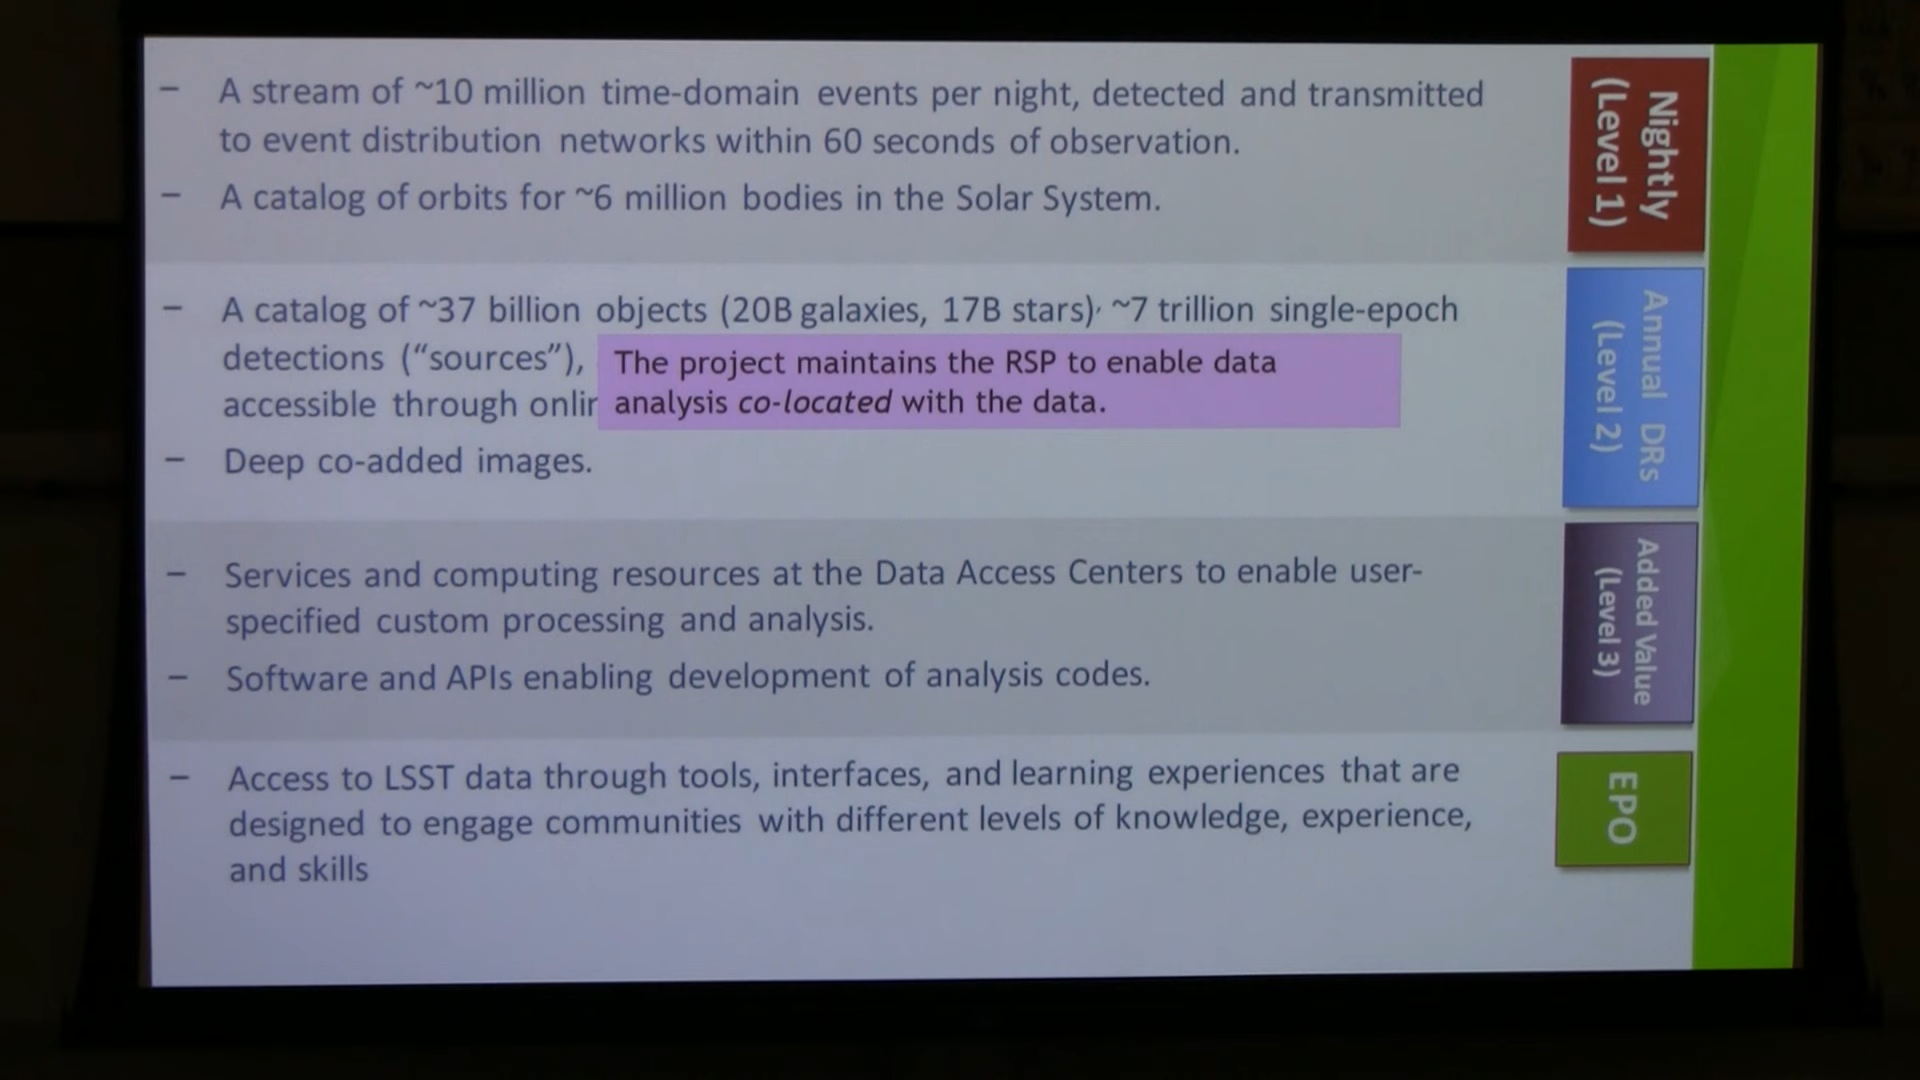 – A stream of ~10 million time-domain events per night, detected and transmitted
to event distribution networks within 60 seconds of observation.
– A catalog of orbits for ~6 million bodies in the Solar System.
Nightly
(Level 1)
– A catalog of ~37 billion objects (20B galaxies, 17B stars), ~7 trillion single-epoch
detections (“sources”),
accessible through
The project maintains the RSP to enable data
analysis co-located with the data.
– Deep co-added images.
Annual DRs
(Level 2)
– Services and computing resources at the Data Access Centers to enable user-
specified custom processing and analysis.
– Software and APIs enabling development of analysis codes.
Added Value
(Level 3)
– Access to LSST data through tools, interfaces, and learning experiences that are
designed to engage communities with different levels of knowledge, experience,
and skills
EPO